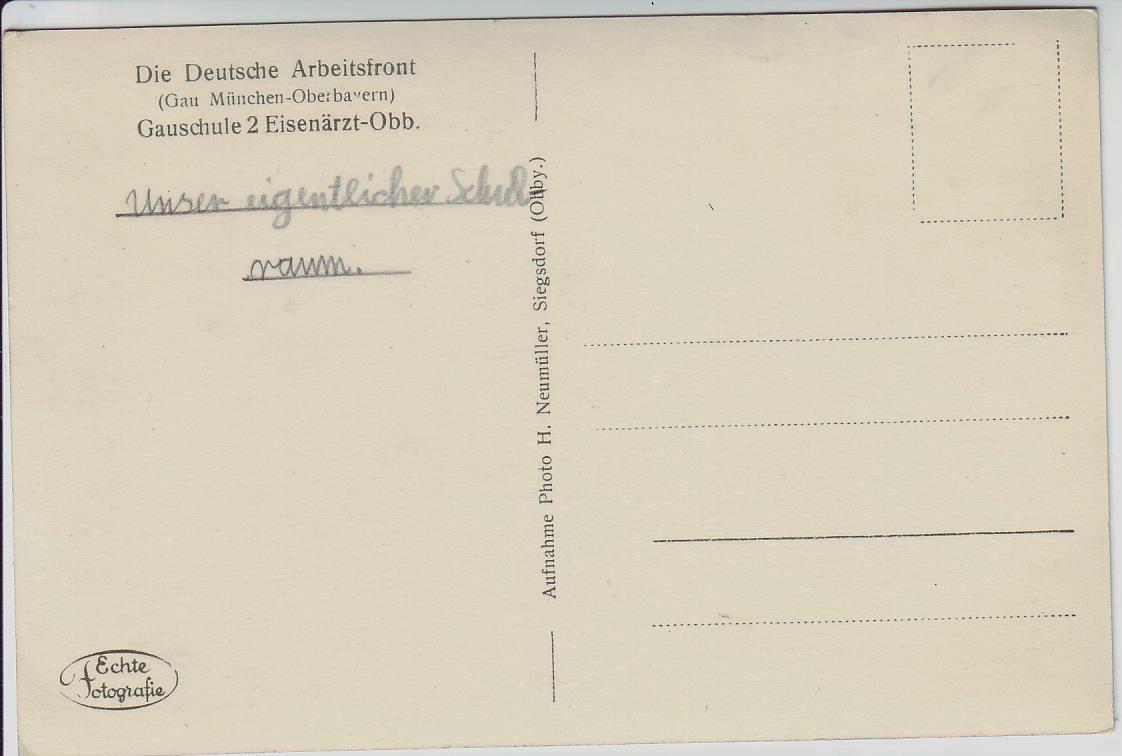 Die Deutsche Arbeitsfront
(Gau München-Oberbayern)
Gauschule 2 Eisenärzt-Obb.
Unser eigentlicher Schul
raum.
Aufnahme Photo H. Neumüller, Siegsdorf (Obby.)
Echte
Fotografie